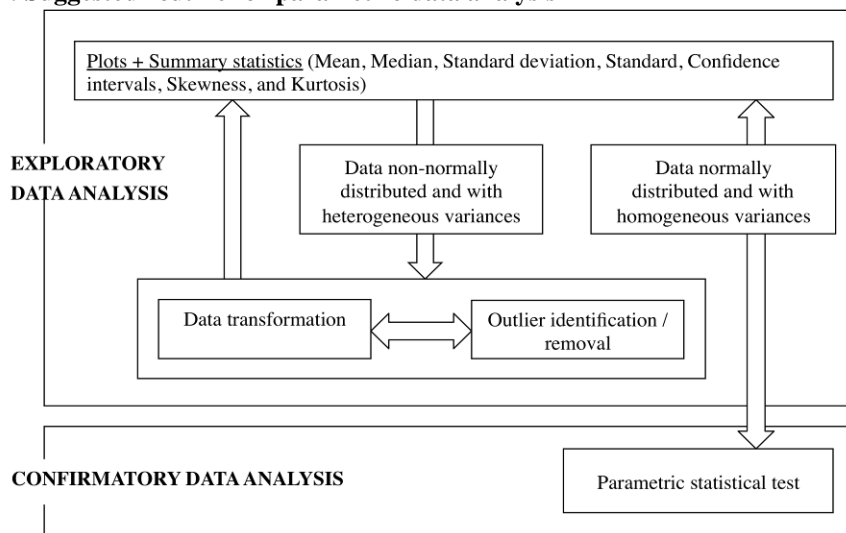 Plots + Summary statistics (Mean, Median, Standard deviation, Standard, Confidence
intervals, Skewness, and Kurtosis)
EXPLORATORY
DATA ANALYSIS
Data non-normally
distributed and with
heterogeneous variances
Data normally
distributed and with
homogeneous variances
Data transformation
Outlier identification /
removal
CONFIRMATORY DATA ANALYSIS
Parametric statistical test